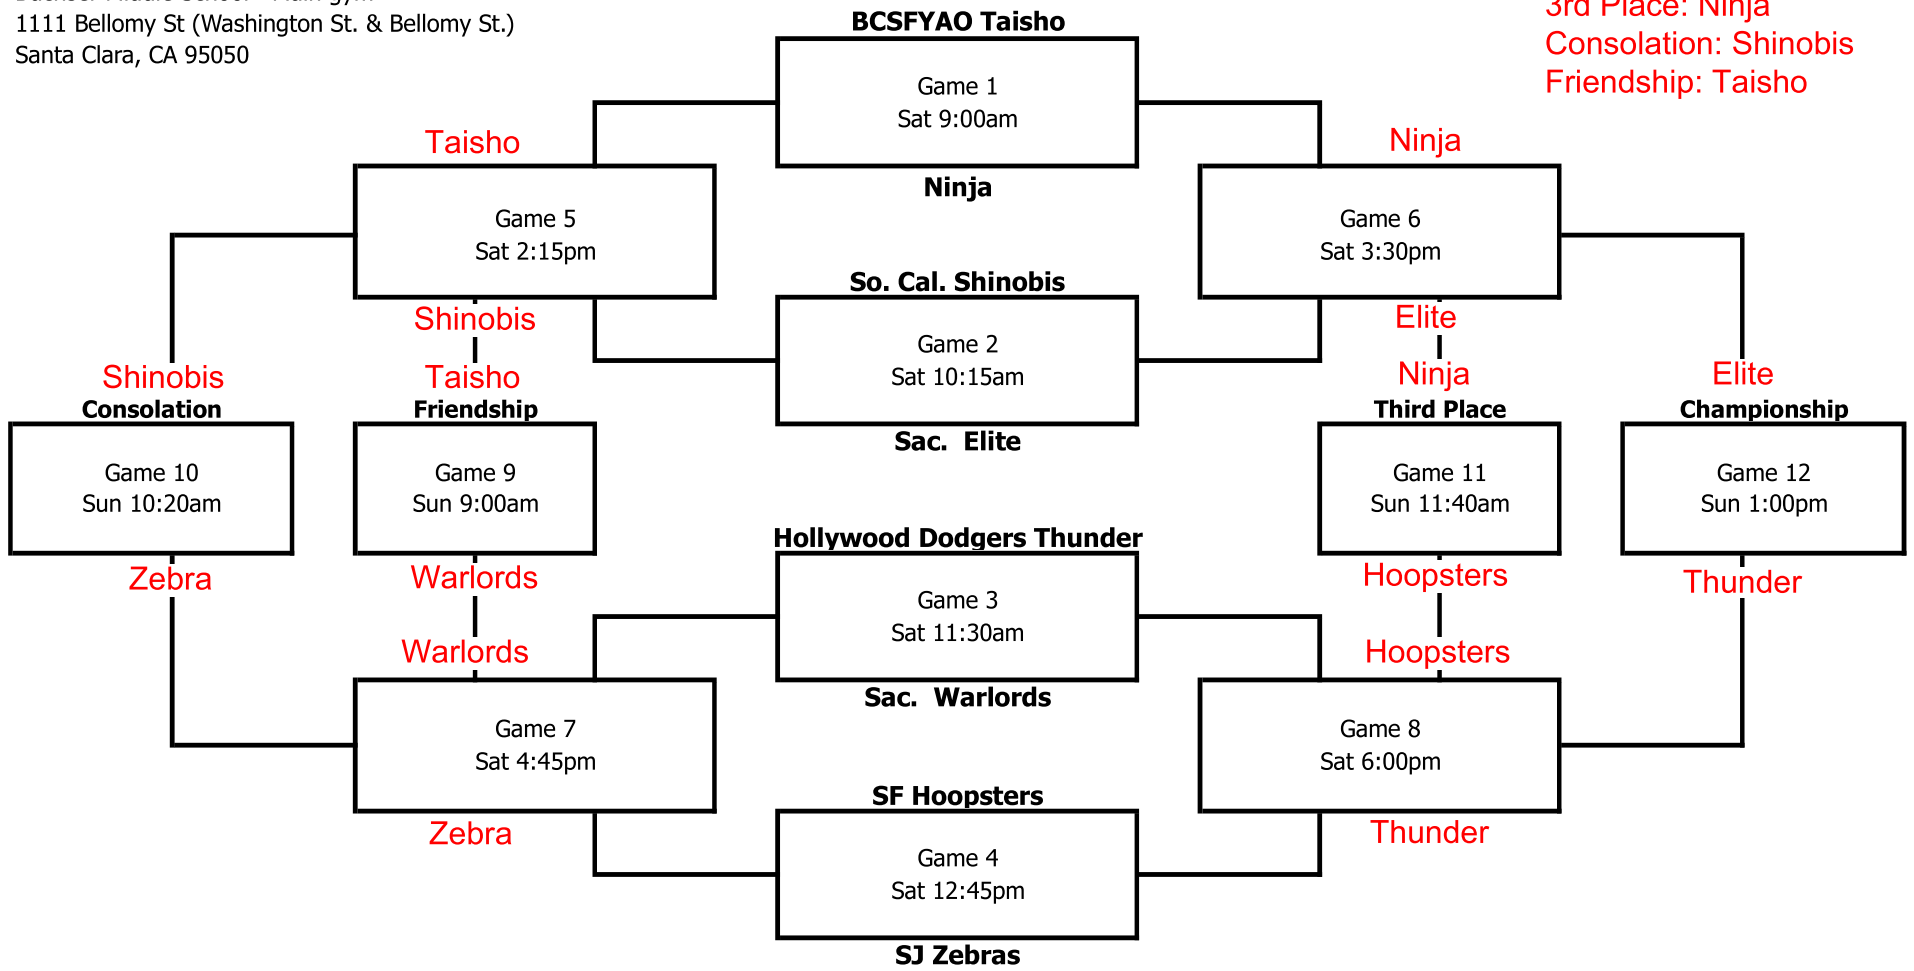 1111 Bellomy St (Washington St. & Bellomy St.)
Santa Clara, CA 95050
3rd Place: Ninja
Consolation: Shinobis
Friendship: Taisho
BCSFYAO Taisho
Game 1
Sat 9:00am
Ninja
Taisho
Game 5
Sat 2:15pm
Shinobis
Ninja
Game 6
Sat 3:30pm
Elite
So. Cal. Shinobis
Game 2
Sat 10:15am
Sac. Elite
Shinobis
Consolation
Game 10
Sun 10:20am
Zebra
Taisho
Friendship
Game 9
Sun 9:00am
Warlords
Ninja
Third Place
Game 11
Sun 11:40am
Hoopsters
Elite
Championship
Game 12
Sun 1:00pm
Thunder
Hollywood Dodgers Thunder
Game 3
Sat 11:30am
Sac. Warlords
Warlords
Game 7
Sat 4:45pm
Zebra
Hoopsters
Game 8
Sat 6:00pm
Thunder
SF Hoopsters
Game 4
Sat 12:45pm
SJ Zebras